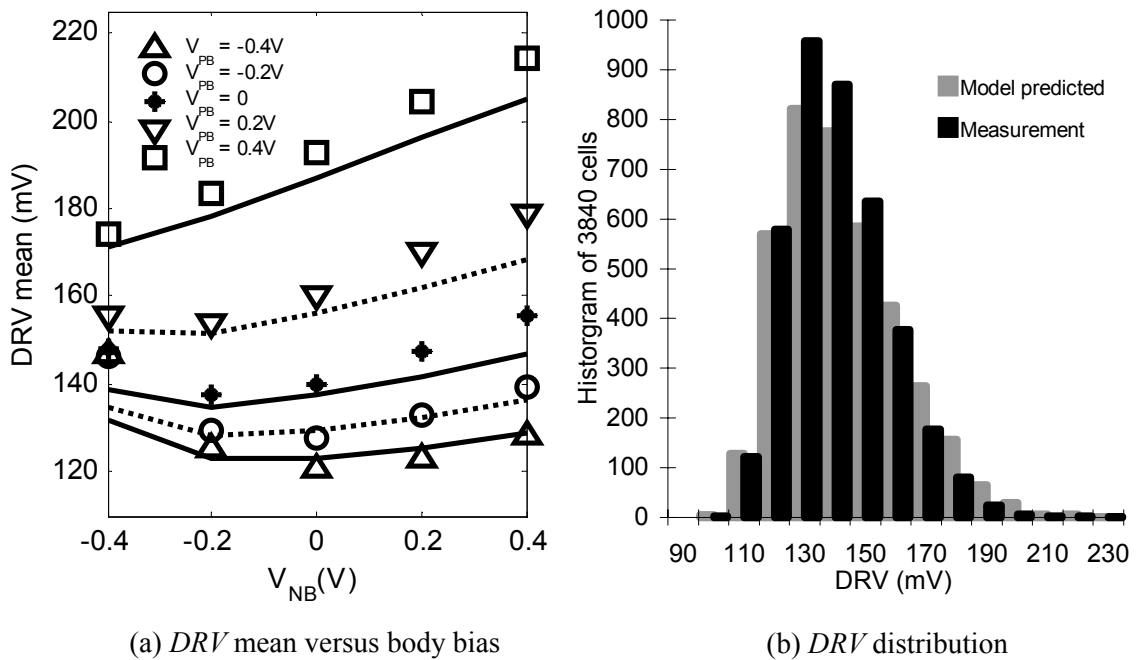 220
200
180
160
140
120
DRV mean (mV)
V_PB = -0.4V
V_PB = -0.2V
V_PB = 0
V_PB = 0.2V
V_PB = 0.4V
-0.4 -0.2 0 0.2 0.4
V_NB(V)
(a) DRV mean versus body bias
1000
900
800
700
600
500
400
300
200
100
0
Historgram of 3840 cells
Model predicted
Measurement
90 110 130 150 170 190 210 230
DRV (mV)
(b) DRV distribution